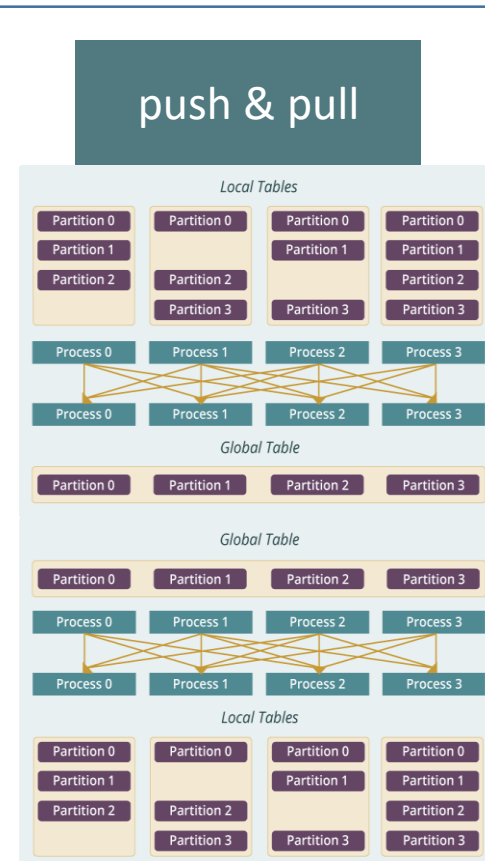 push & pull
Local Tables
Partition 0 Partition 0 Partition 0 Partition 0
Partition 1 Partition 1 Partition 1
Partition 2 Partition 2 Partition 2
Partition 3 Partition 3 Partition 3
Process 0 Process 1 Process 2 Process 3
Process 0 Process 1 Process 2 Process 3
Global Table
Partition 0 Partition 1 Partition 2 Partition 3
Global Table
Partition 0 Partition 1 Partition 2 Partition 3
Process 0 Process 1 Process 2 Process 3
Process 0 Process 1 Process 2 Process 3
Local Tables
Partition 0 Partition 0 Partition 0 Partition 0
Partition 1 Partition 1 Partition 1
Partition 2 Partition 2 Partition 2
Partition 3 Partition 3 Partition 3